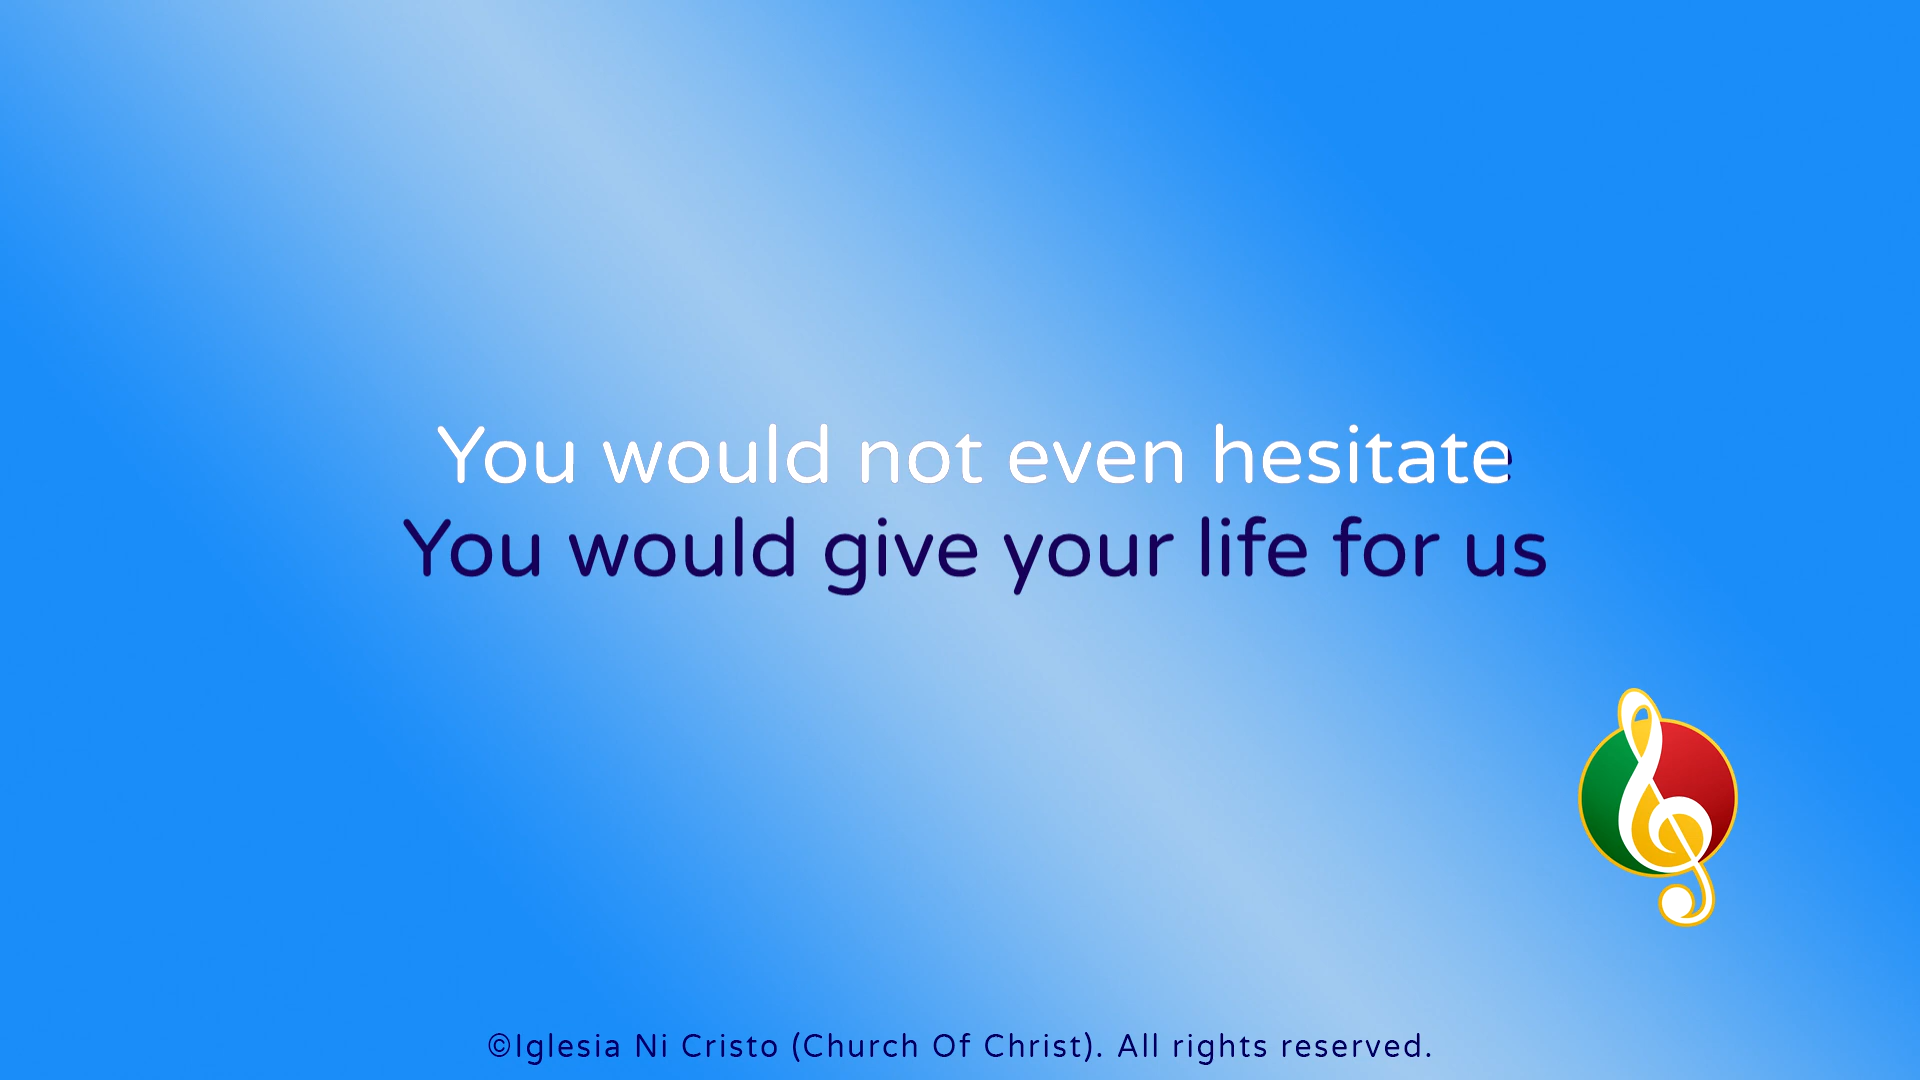 You would not even hesitate
You would give your life for us
©Iglesia Ni Cristo (Church Of Christ). All rights reserved.